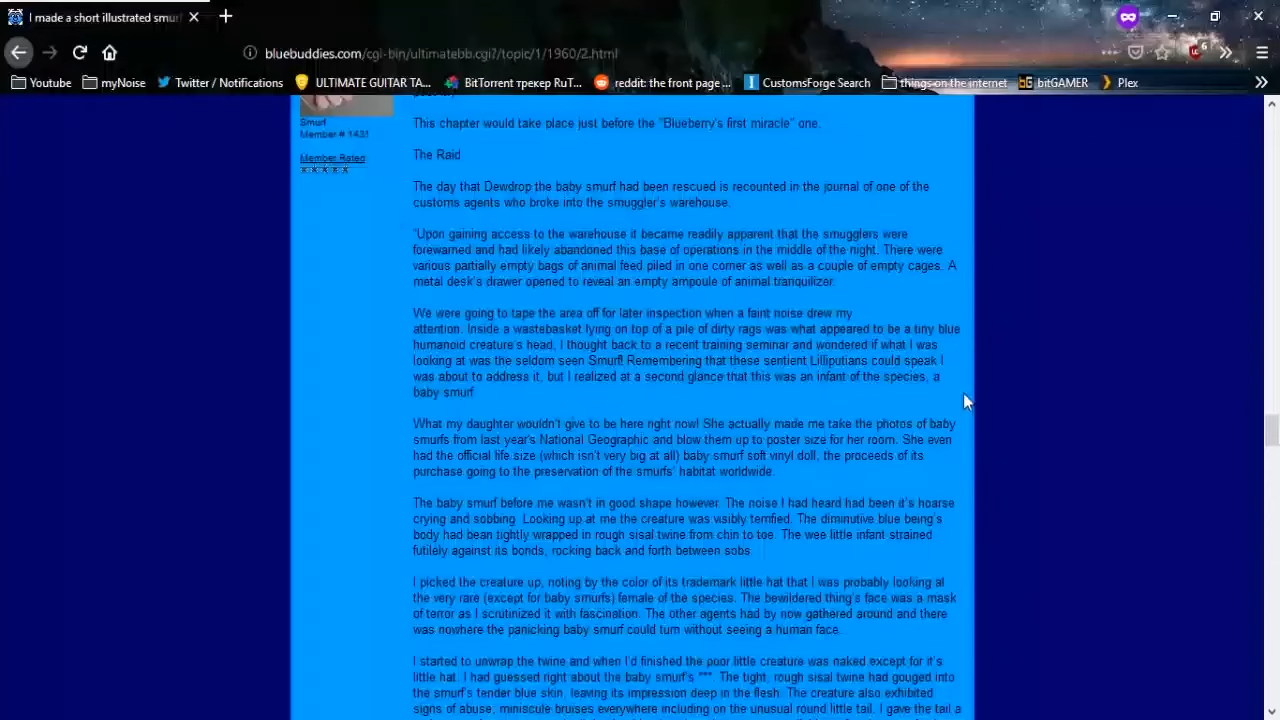 I made a short illustrated smur
bluebuddies.com/cgi-bin/ultimatebb.cgi?/topic/1/1960/2.html
Youtube
myNoise
Twitter / Notifications
ULTIMATE GUITAR TA...
BitTorrent трекер RuT...
reddit: the front page ...
CustomsForge Search
things on the internet
bitGAMER
Plex
Smurf
Member # 1431
Member Rated
This chapter would take place just before the "Blueberry's first miracle" one.
The Raid
The day that Dewdrop the baby smurf had been rescued is recounted in the journal of one of the
customs agents who broke into the smuggler's warehouse.
"Upon gaining access to the warehouse it became readily apparent that the smugglers were
forewarned and had likely abandoned this base of operations in the middle of the night. There were
various partially empty bags of animal feed piled in one corner as well as a couple of empty cages. A
metal desk's drawer opened to reveal an empty ampoule of animal tranquilizer.
We were going to tape the area off for later inspection when a faint noise drew my
attention. Inside a wastebasket lying on top of a pile of dirty rags was what appeared to be a tiny blue
humanoid creature's head, I thought back to a recent training seminar and wondered if what I was
looking at was the seldom seen Smurf! Remembering that these sentient Lilliputians could speak I
was about to address it, but I realized at a second glance that this was an infant of the species, a
baby smurf
What my daughter wouldn't give to be here right now! She actually made me take the photos of baby
smurfs from last year's National Geographic and blow them up to poster size for her room. She even
had the official life size (which isn't very big at all) baby smurf soft vinyl doll, the proceeds of its
purchase going to the preservation of the smurfs' habitat worldwide.
The baby smurf before me wasn't in good shape however. The noise I had heard had been it's hoarse
crying and sobbing. Looking up at me the creature was visibly terrified. The diminutive blue being's
body had bean tightly wrapped in rough sisal twine from chin to toe. The wee little infant strained
futilely against its bonds, rocking back and forth between sobs.
I picked the creature up, noting by the color of its trademark little hat that I was probably looking at
the very rare (except for baby smurfs) female of the species. The bewildered thing's face was a mask
of terror as I scrutinized it with fascination. The other agents had by now gathered around and there
was nowhere the panicking baby smurf could turn without seeing a human face.
I started to unwrap the twine and when I'd finished the poor little creature was naked except for it's
little hat. I had guessed right about the baby smurf's ***. The tight, rough sisal twine had gouged into
the smurf's tender blue skin, leaving its impression deep in the flesh. The creature also exhibited
signs of abuse, miniscule bruises everywhere including on the unusual round little tail. I gave the tail a